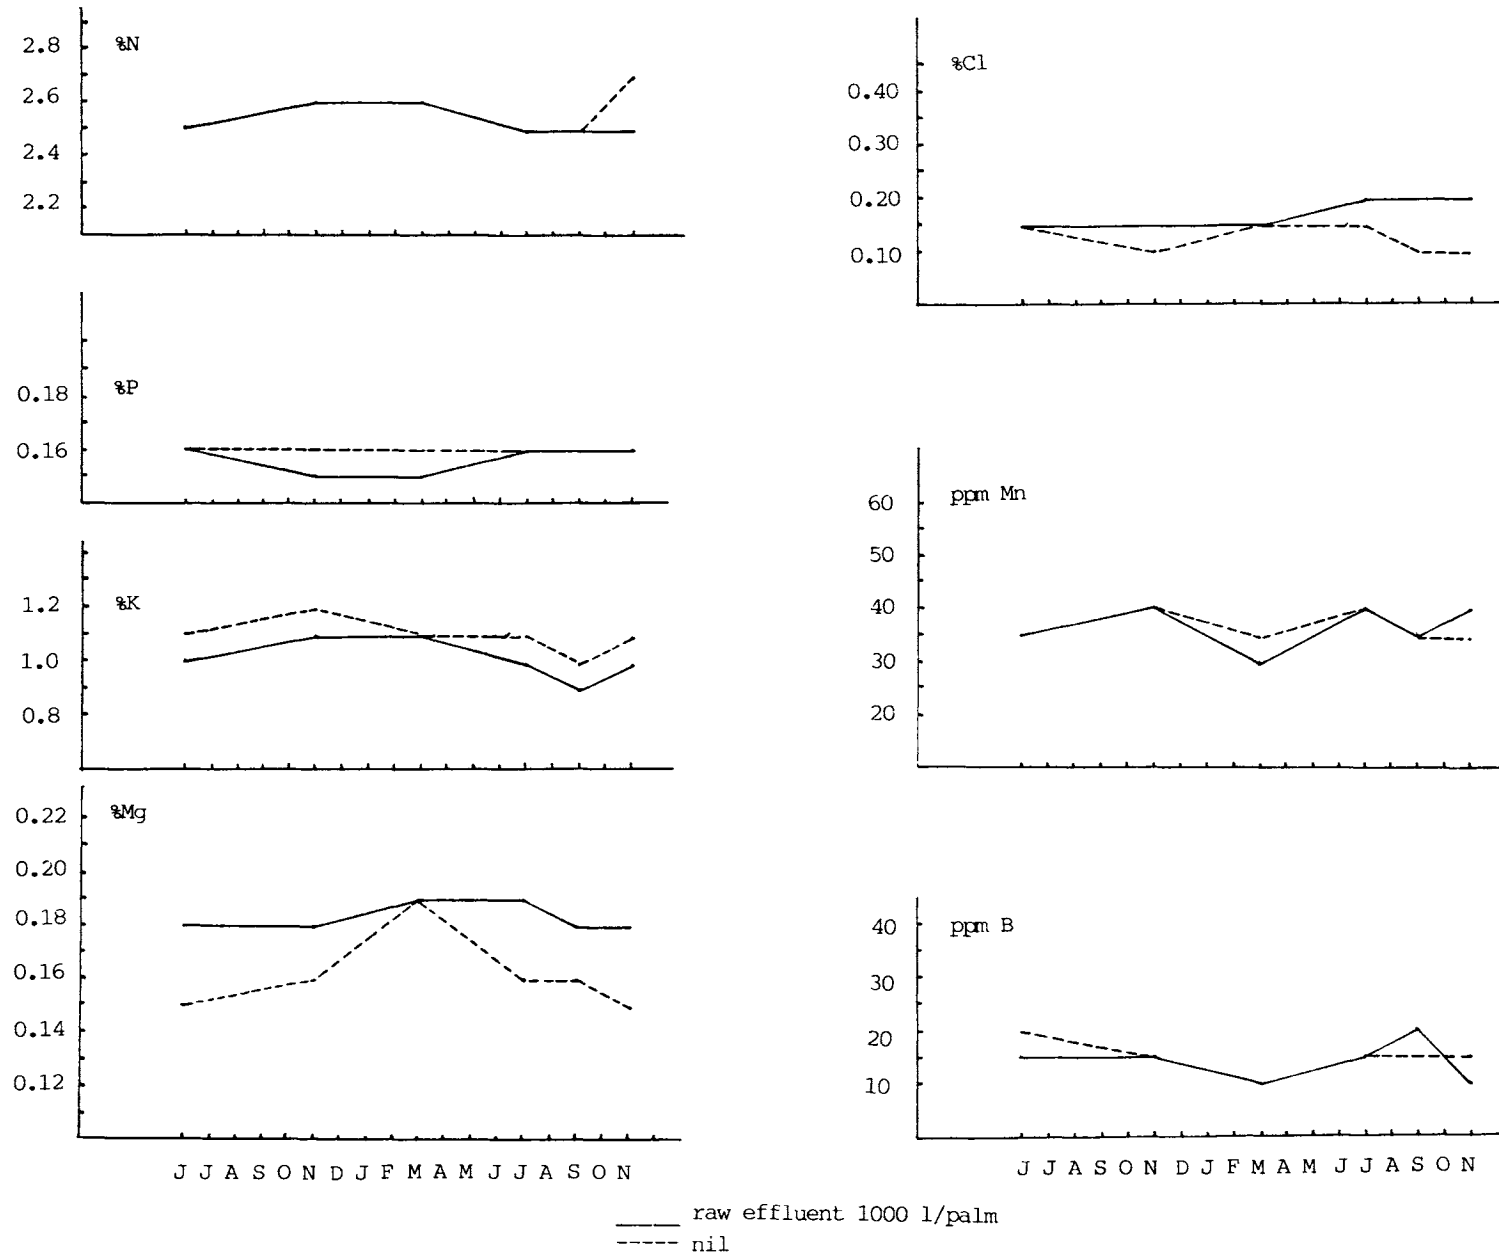 %N
2.8
2.6
2.4
2.2
%P
0.18
0.16
%K
1.2
1.0
0.8
%Mg
0.22
0.20
0.18
0.16
0.14
0.12
J J A S O N D J F M A M J J A S O N
%Cl
0.40
0.30
0.20
0.10
ppm Mn
60
50
40
30
20
ppm B
40
30
20
10
J J A S O N D J F M A M J J A S O N
raw effluent 1000 l/palm
nil